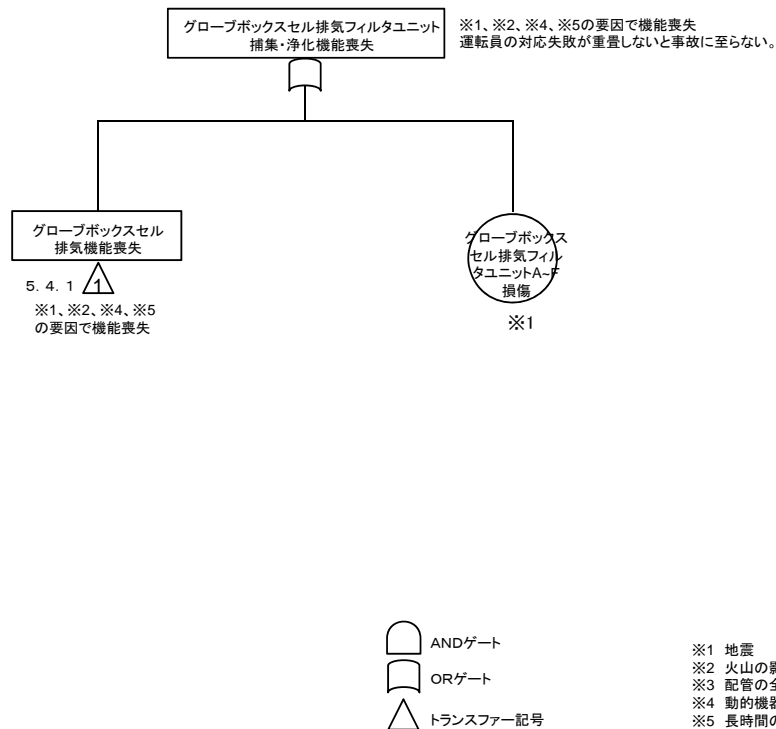 グローブボックスセル排気フィルタユニット
捕集・浄化機能喪失
※1、※2、※4、※5の要因で機能喪失
運転員の対応失敗が重畳しないと事故に至らない。
グローブボックスセル
排気機能喪失
5.4.1
1
※1、※2、※4、※5
の要因で機能喪失
グローブボックス
セル排気フィル
タユニットA~F
損傷
※1
ANDゲート
ORゲート
トランスファー記号
※1 地震
※2 火山の影
※3 配管の全
※4 動的機器
※5 長時間の